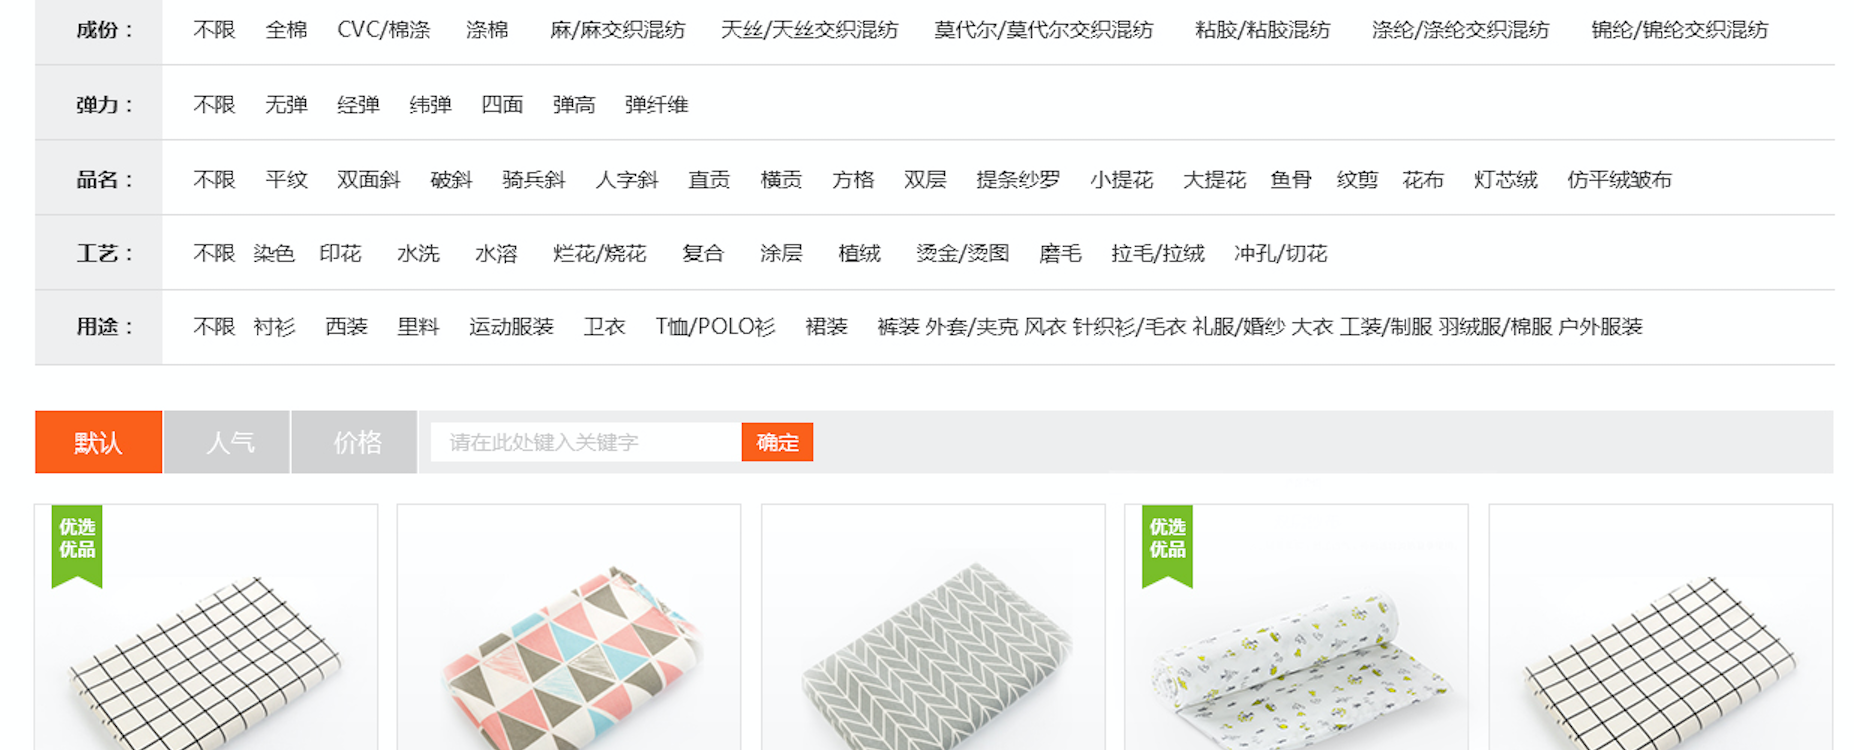 成份： 不限 全棉 CVC/棉涤 涤棉 麻/麻交织混纺 天丝/天丝交织混纺 莫代尔/莫代尔交织混纺 粘胶/粘胶混纺 涤纶/涤纶交织混纺 锦纶/锦纶交织混纺
弹力： 不限 无弹 经弹 纬弹 四面 弹高 弹纤维
品名： 不限 平纹 双面斜 破斜 骑兵斜 人字斜 直贡 横贡 方格 双层 提条纱罗 小提花 大提花 鱼骨 纹剪 花布 灯芯绒 仿平绒皱布
工艺： 不限 染色 印花 水洗 水溶 烂花/烧花 复合 涂层 植绒 烫金/烫图 磨毛 拉毛/拉绒 冲孔/切花
用途： 不限 衬衫 西装 里料 运动服装 卫衣 T恤/POLO衫 裙装 裤装 外套/夹克 风衣 针织衫/毛衣 礼服/婚纱 大衣 工装/制服 羽绒服/棉服 户外服装
默认 人气 价格 请在此处键入关键字 确定
优选 优选
优品 优品